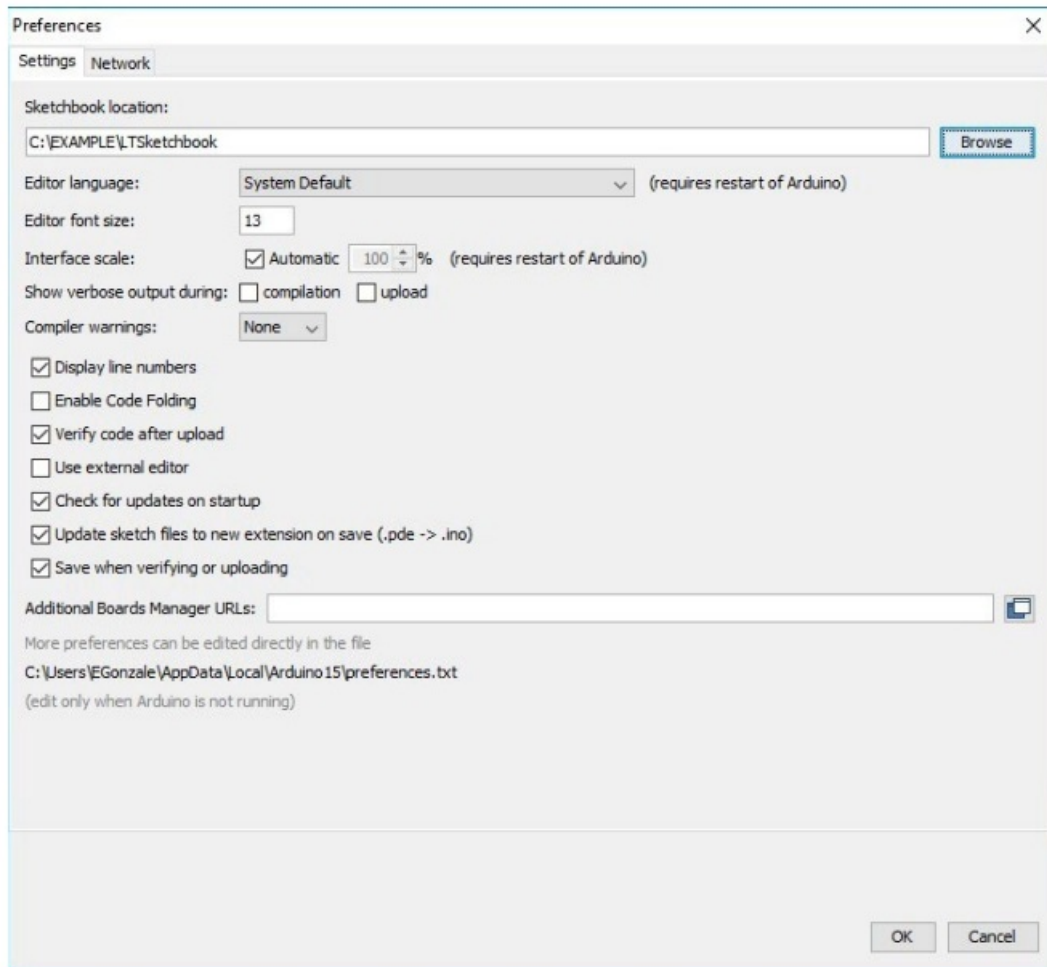 Preferences
Settings Network
Sketchbook location:
C:\EXAMPLE\LTSketchbook Browse
Editor language: System Default (requires restart of Arduino)
Editor font size: 13
Interface scale: Automatic 100 % (requires restart of Arduino)
Show verbose output during: compilation upload
Compiler warnings: None
Display line numbers
Enable Code Folding
Verify code after upload
Use external editor
Check for updates on startup
Update sketch files to new extension on save (.pde -> .ino)
Save when verifying or uploading
Additional Boards Manager URLs:
More preferences can be edited directly in the file
C:\Users\EGonzale\AppData\Local\Arduino15\preferences.txt
(edit only when Arduino is not running)
OK Cancel